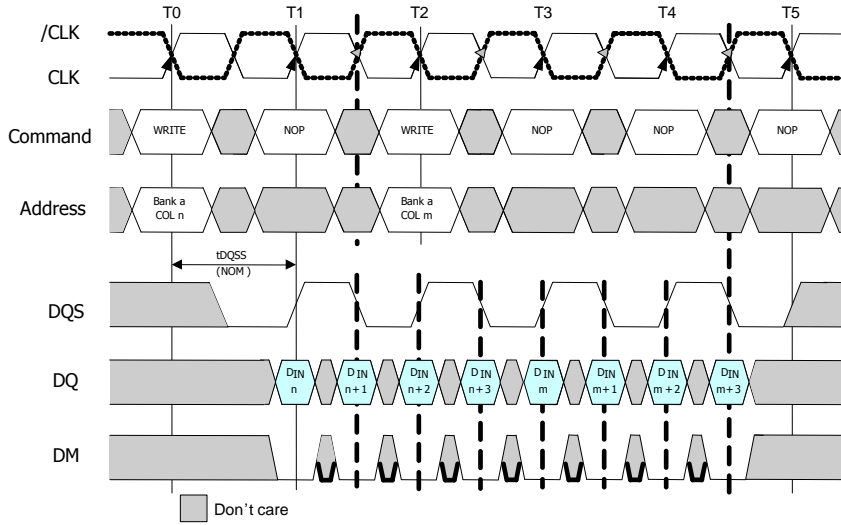 T0 T1 T2 T3 T4 T5
/CLK
CLK
Command WRITE NOP WRITE NOP NOP NOP
Address Bank a COL n Bank a COL m
tDQSS
(NOM )
DQS
DQ DIN n DIN n+1 DIN n+2 DIN n+3 DIN m DIN m+1 DIN m+2 DIN m+3
DM
Don't care